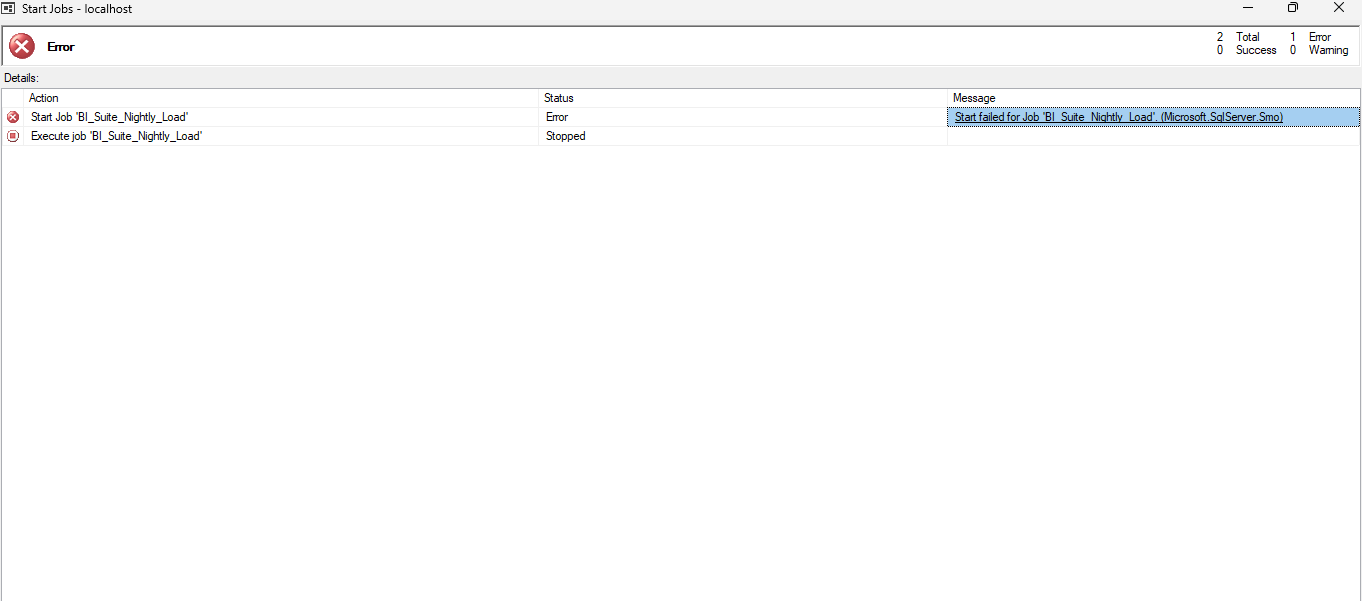 Start Jobs - localhost
Error
2 Total 1 Error
0 Success 0 Warning
Details:
Action Status Message
Start Job 'BI_Suite_Nightly_Load' Error Start failed for Job 'BI_Suite_Nightly_Load'. (Microsoft.SqlServer.Smo)
Execute job 'BI_Suite_Nightly_Load' Stopped